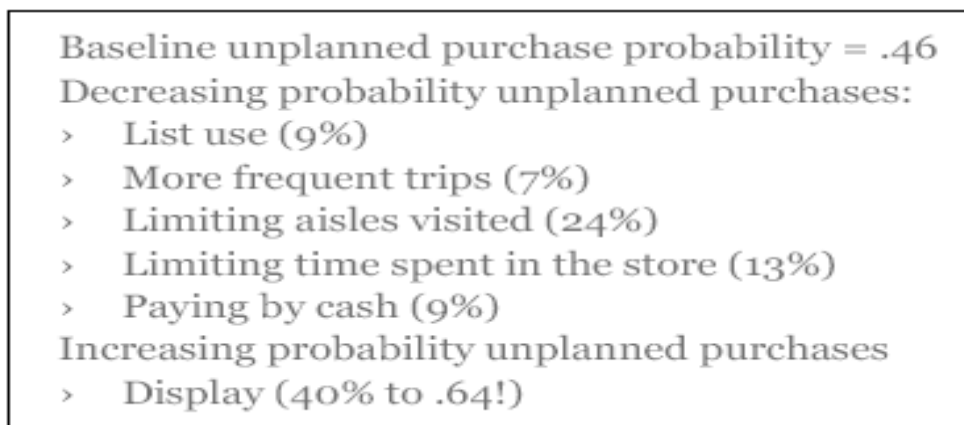 Baseline unplanned purchase probability = .46
Decreasing probability unplanned purchases:
› List use (9%)
› More frequent trips (7%)
› Limiting aisles visited (24%)
› Limiting time spent in the store (13%)
› Paying by cash (9%)
Increasing probability unplanned purchases
› Display (40% to .64!)